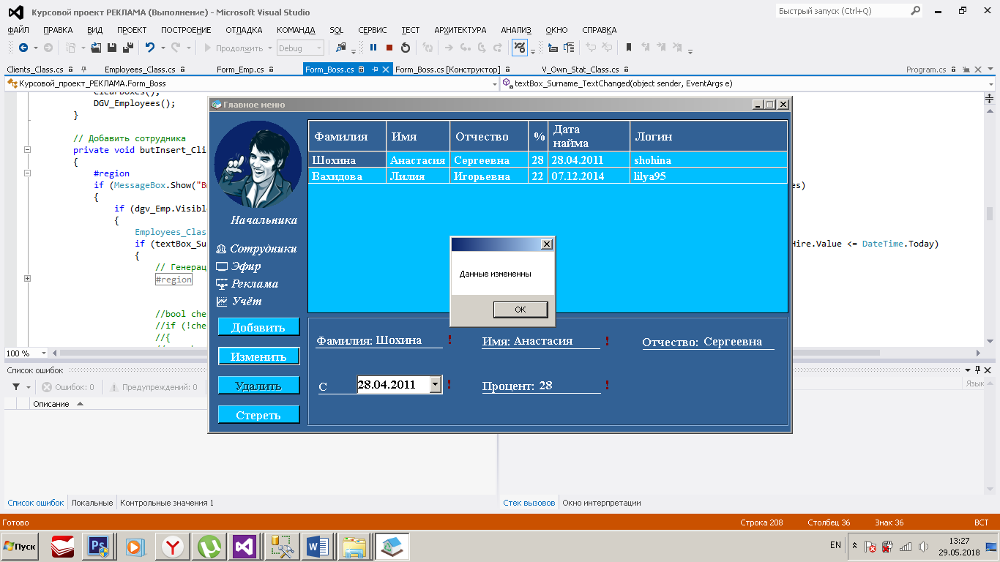 Курсовой проект РЕКЛАМА (Выполнение) - Microsoft Visual Studio
Быстрый запуск (Ctrl+Q)
ФАЙЛ ПРАВКА ВИД ПРОЕКТ ПОСТРОЕНИЕ ОТЛАДКА КОМАНДА SQL СЕРВИС ТЕСТ АРХИТЕКТУРА АНАЛИЗ ОКНО СПРАВКА
Продолжить Debug
Clients_Class.cs Employees_Class.cs Form_Emp.cs Form_Boss.cs Form_Boss.cs [Конструктор] V_Own_Stat_Class.cs Program.cs
Курсовой_проект_РЕКЛАМА.Form_Boss textBox_Surname_TextChanged(object sender, EventArgs e)
ClearBoxes();
DGV_Employees();
}
// Добавить сотрудника
private void butInsert_Cli
{
#region
if (MessageBox.Show("В es)
{
if (dgv_Emp.Visibl
{
Employees_Clas
if (textBox_Su Hire.Value <= DateTime.Today)
{
// Генерац
#region
//bool che
//if (!che
//{
100 %
Главное меню
Начальника
Сотрудники
Эфир
Реклама
Учёт
Добавить
Изменить
Удалить
Стереть
Фамилия Имя Отчество % Дата найма Логин
Шохина Анастасия Сергеевна 28 28.04.2011 shohina
Вахидова Лилия Игорьевна 22 07.12.2014 lilya95
Данные измененны
OK
Фамилия: Шохина ! Имя: Анастасия ! Отчество: Сергеевна
С 28.04.2011 ! Процент: 28 !
Список ошибок
Ошибок: 0 Предупреждений: 0 Язык
Описание
Список ошибок Локальные Контрольные значения 1 Стек вызовов Окно интерпретации
Готово Строка 208 Столбец 36 Знак 36 ВСТ
Пуск EN 13:27
29.05.2018